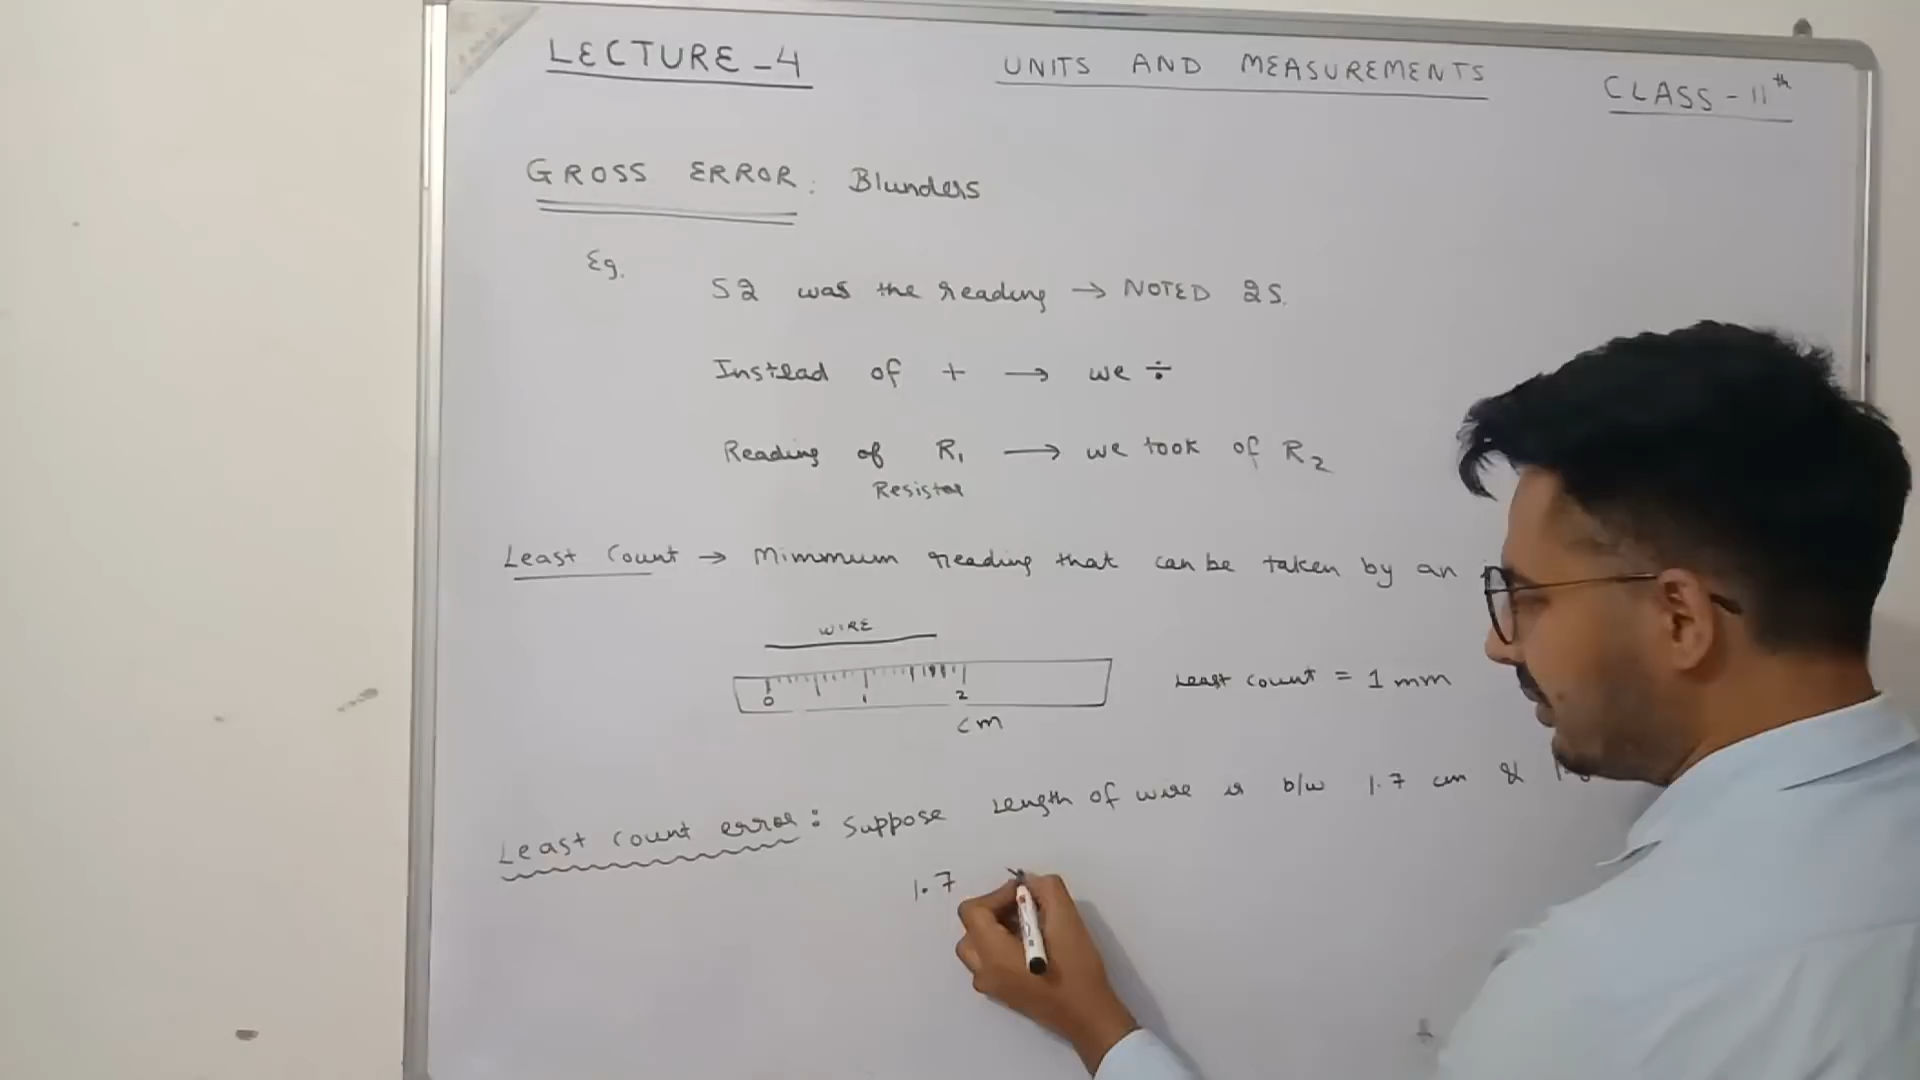 LECTURE-4
UNITS AND MEASUREMENTS
CLASS-11th
GROSS ERROR: Blunders
Eg.
52 was the reading → NOTED 25.
Instead of + → we ÷
Reading of R1 → we took of R2
Resistor
Least Count → Minimum reading that can be taken by an
WIRE
0 1 2
cm
Least count = 1 mm
Least count error: Suppose Length of wire is b/w 1.7 cm &
1.7